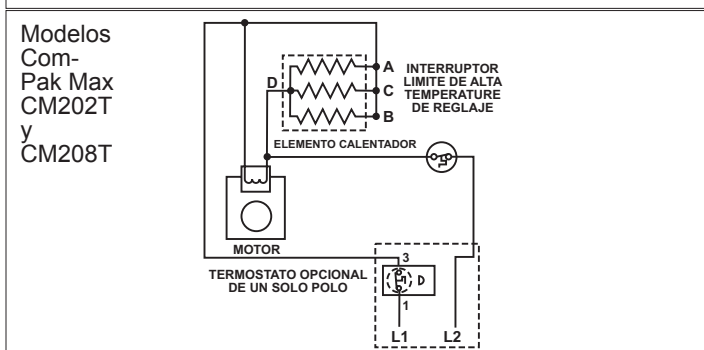 Modelos
Com-
Pak Max
CM202T
y
CM208T
A
INTERRUPTOR
LIMITE DE ALTA
TEMPERATURE
DE REGLAJE
D
C
B
ELEMENTO CALENTADOR
MOTOR
TERMOSTATO OPCIONAL
DE UN SOLO POLO
3
D
1
L1 L2